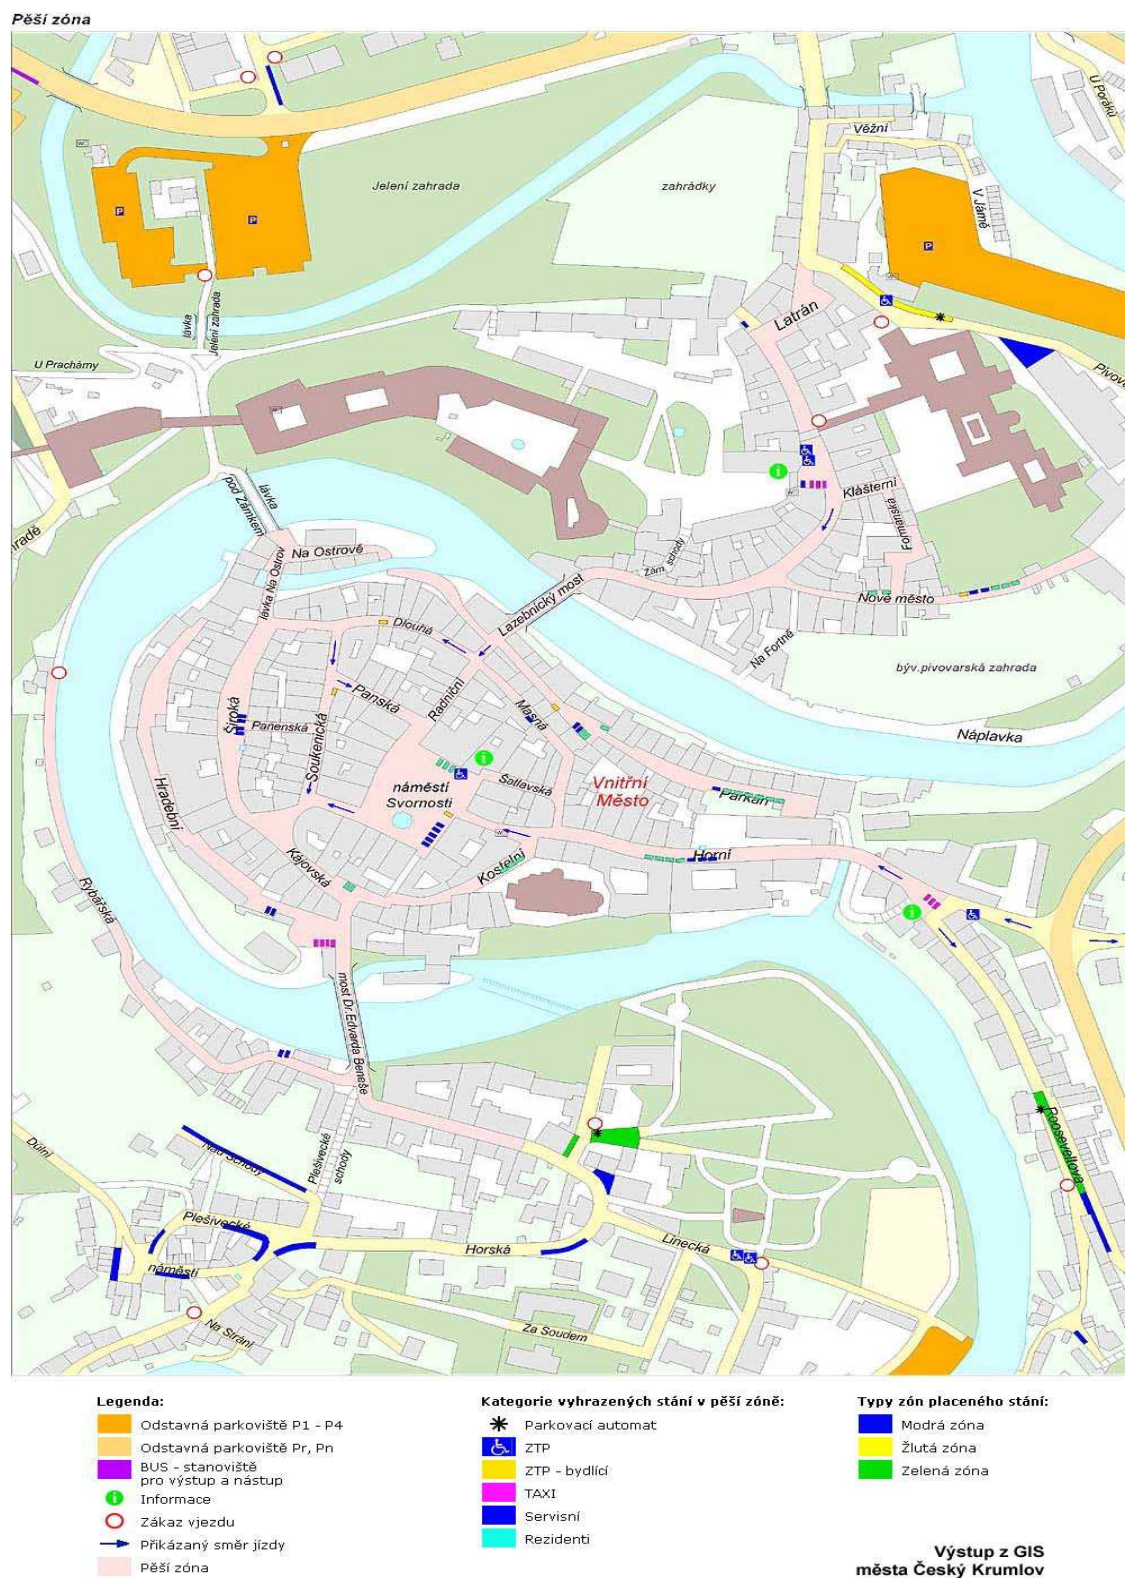 Pěší zóna
U Poráků
Věžní
Jelení zahrada
zahrádky
V Jámě
P
P
P
Latrán
lávka
Jelení zahrada
U Prachárny
Pivova
hradě
lávka
pod Zámkem
Klášterní
Formanská
Na Ostrově
Zám. schody
lávka Na Ostrov
Lazebnický most
Nové město
Dlouhá
Na Fortně
býv.pivovarská zahrada
Panská
Radniční
Masná
Široká
Panenská
Soukenická
Náplavka
Hradební
náměstí
Svornosti
Šatlavská
Vnitřní
Město
Parkán
Horní
Kájovská
Kostelní
Rybářská
most Dr.Edvarda Beneše
Roosveltova
Důlní
Nad Schody
Plešivecké
schody
Plešivecké
náměstí
Horská
Linecká
Na Stráni
Za Soudem
Legenda:
Odstavná parkoviště P1 - P4
Odstavná parkoviště Pr, Pn
BUS - stanoviště
pro výstup a nástup
Informace
Zákaz vjezdu
Přikázaný směr jízdy
Pěší zóna
Kategorie vyhrazených stání v pěší zóně:
Parkovací automat
ZTP
ZTP - bydlící
TAXI
Servisní
Rezidenti
Typy zón placeného stání:
Modrá zóna
Žlutá zóna
Zelená zóna
Výstup z GIS
města Český Krumlov